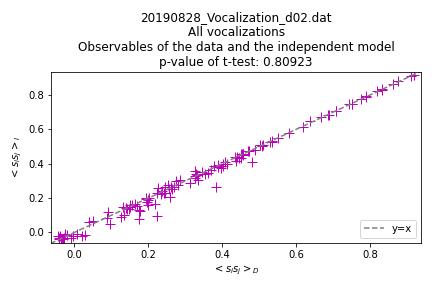 20190828_Vocalization_d02.dat
All vocalizations
Observables of the data and the independent model
p-value of t-test: 0.80923
< s_i s_j >_I
0.8
0.6
0.4
0.2
0.0
y=x
0.0 0.2 0.4 0.6 0.8
< s_i s_j >_D